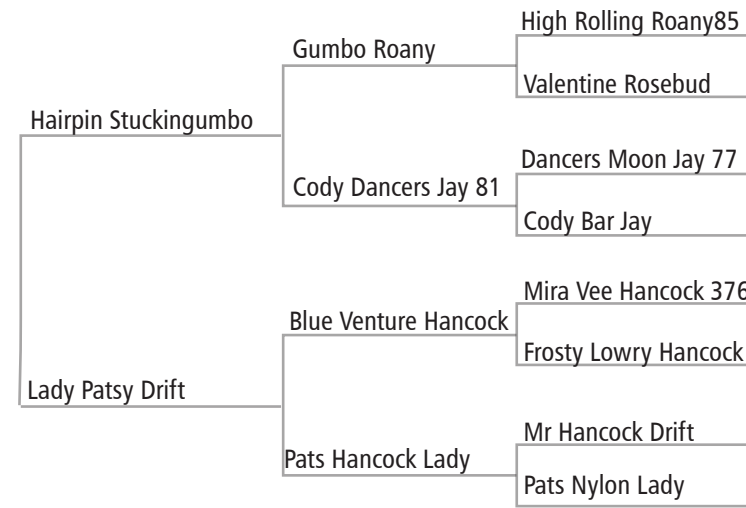 High Rolling Roany85
Gumbo Roany
Valentine Rosebud
Hairpin Stuckingumbo
Dancers Moon Jay 77
Cody Dancers Jay 81
Cody Bar Jay
Mira Vee Hancock 376
Blue Venture Hancock
Frosty Lowry Hancock
Lady Patsy Drift
Mr Hancock Drift
Pats Hancock Lady
Pats Nylon Lady